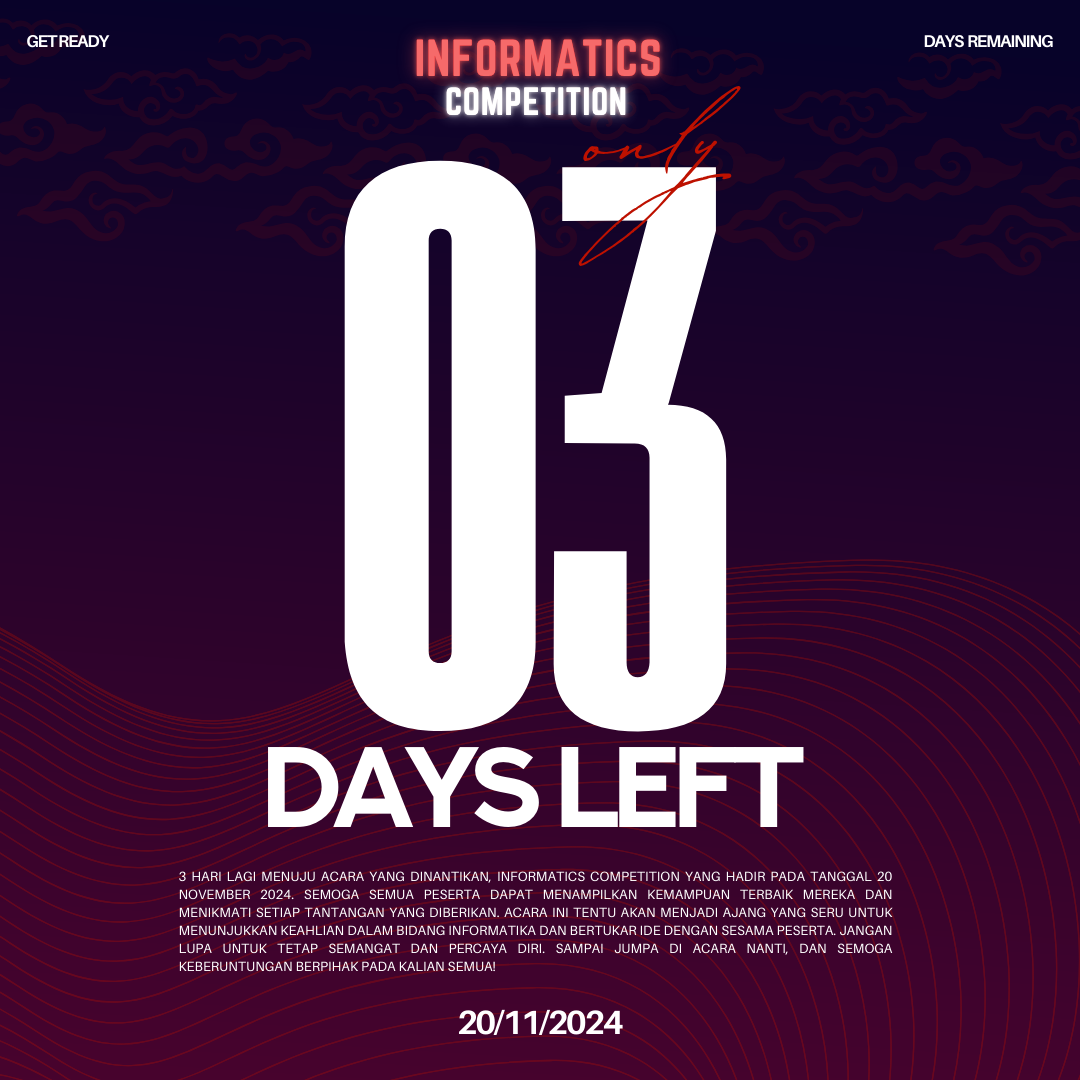 GET READY
DAYS REMAINING
INFORMATICS
COMPETITION
only
03
DAYS LEFT
3 HARI LAGI MENUJU ACARA YANG DINANTIKAN, INFORMATICS COMPETITION YANG HADIR PADA TANGGAL 20
NOVEMBER 2024. SEMOGA SEMUA PESERTA DAPAT MENAMPILKAN KEMAMPUAN TERBAIK MEREKA DAN
MENIKMATI SETIAP TANTANGAN YANG DIBERIKAN. ACARA INI TENTU AKAN MENJADI AJANG YANG SERU UNTUK
MENUNJUKKAN KEAHLIAN DALAM BIDANG INFORMATIKA DAN BERTUKAR IDE DENGAN SESAMA PESERTA. JANGAN
LUPA UNTUK TETAP SEMANGAT DAN PERCAYA DIRI. SAMPAI JUMPA DI ACARA NANTI, DAN SEMOGA
KEBERUNTUNGAN BERPIHAK PADA KALIAN SEMUA!
20/11/2024